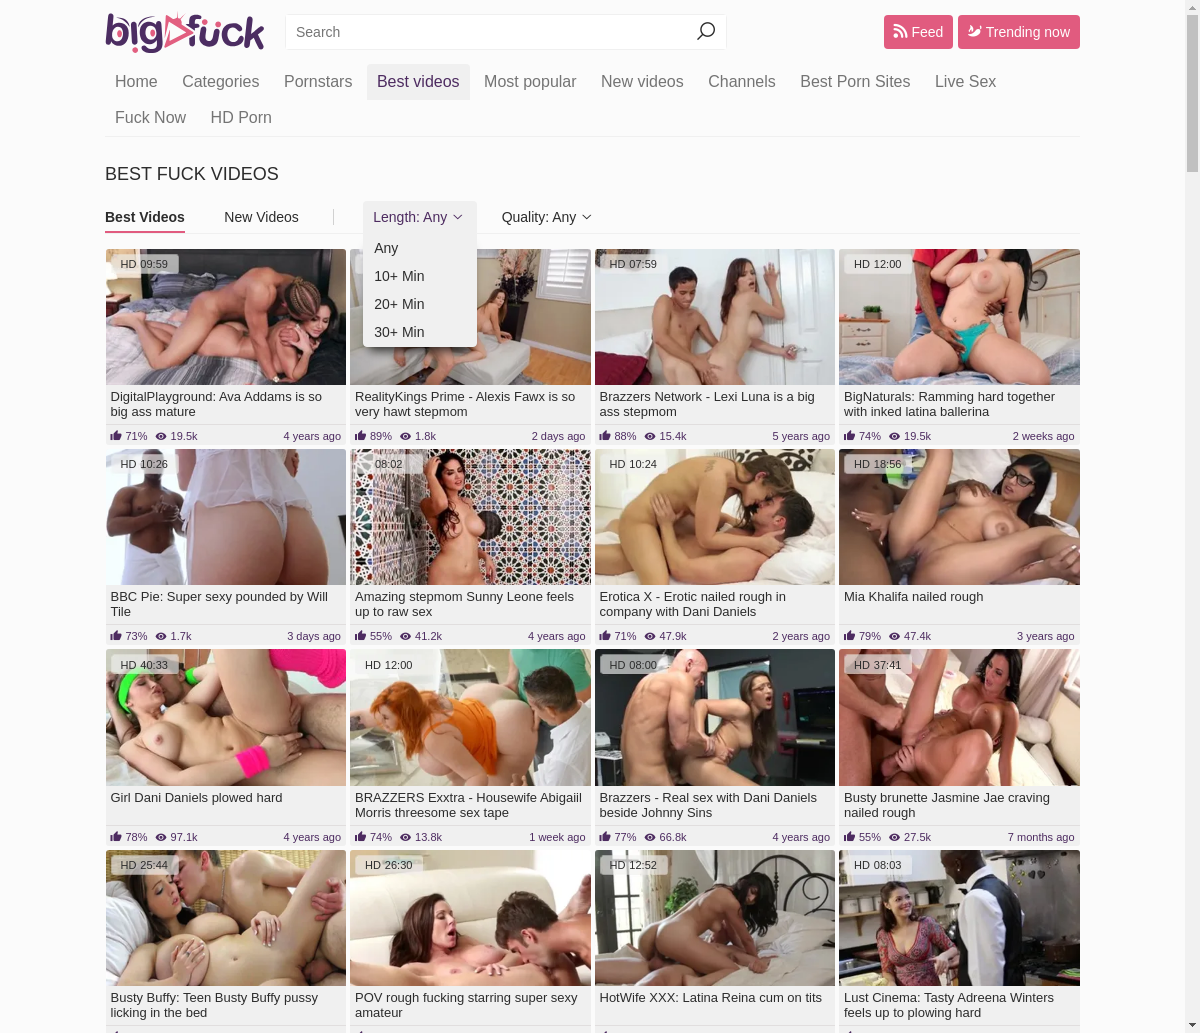 bigfuck
Search
Feed
Trending now
Home Categories Pornstars Best videos Most popular New videos Channels Best Porn Sites Live Sex
Fuck Now HD Porn
BEST FUCK VIDEOS
Best Videos New Videos Length: Any Quality: Any
Any
10+ Min
20+ Min
30+ Min
HD 09:59
HD 07:59
HD 12:00
DigitalPlayground: Ava Addams is so
big ass mature
71% 19.5k 4 years ago
RealityKings Prime - Alexis Fawx is so
very hawt stepmom
89% 1.8k 2 days ago
Brazzers Network - Lexi Luna is a big
ass stepmom
88% 15.4k 5 years ago
BigNaturals: Ramming hard together
with inked latina ballerina
74% 19.5k 2 weeks ago
HD 10:26
08:02
HD 10:24
HD 18:56
BBC Pie: Super sexy pounded by Will
Tile
73% 1.7k 3 days ago
Amazing stepmom Sunny Leone feels
up to raw sex
55% 41.2k 4 years ago
Erotica X - Erotic nailed rough in
company with Dani Daniels
71% 47.9k 2 years ago
Mia Khalifa nailed rough
79% 47.4k 3 years ago
HD 40:33
HD 12:00
HD 08:00
HD 37:41
Girl Dani Daniels plowed hard
78% 97.1k 4 years ago
BRAZZERS Exxtra - Housewife Abigaiil
Morris threesome sex tape
74% 13.8k 1 week ago
Brazzers - Real sex with Dani Daniels
beside Johnny Sins
77% 66.8k 4 years ago
Busty brunette Jasmine Jae craving
nailed rough
55% 27.5k 7 months ago
HD 25:44
HD 26:30
HD 12:52
HD 08:03
Busty Buffy: Teen Busty Buffy pussy
licking in the bed
POV rough fucking starring super sexy
amateur
HotWife XXX: Latina Reina cum on tits
Lust Cinema: Tasty Adreena Winters
feels up to plowing hard